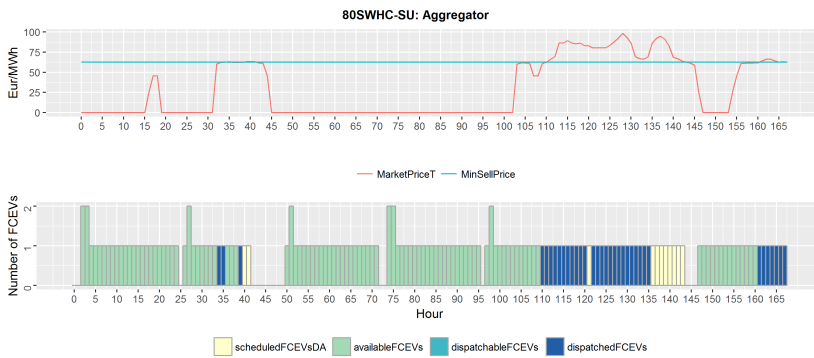 80SWHC-SU: Aggregator
Eur/MWh
100
75
50
25
0
0 5 10 15 20 25 30 35 40 45 50 55 60 65 70 75 80 85 90 95 100 105 110 115 120 125 130 135 140 145 150 155 160 165
MarketPriceT MinSellPrice
Number of FCEVs
2
1
0
0 5 10 15 20 25 30 35 40 45 50 55 60 65 70 75 80 85 90 95 100 105 110 115 120 125 130 135 140 145 150 155 160 165
Hour
scheduledFCEVsDA availableFCEVs dispatchableFCEVs dispatchedFCEVs